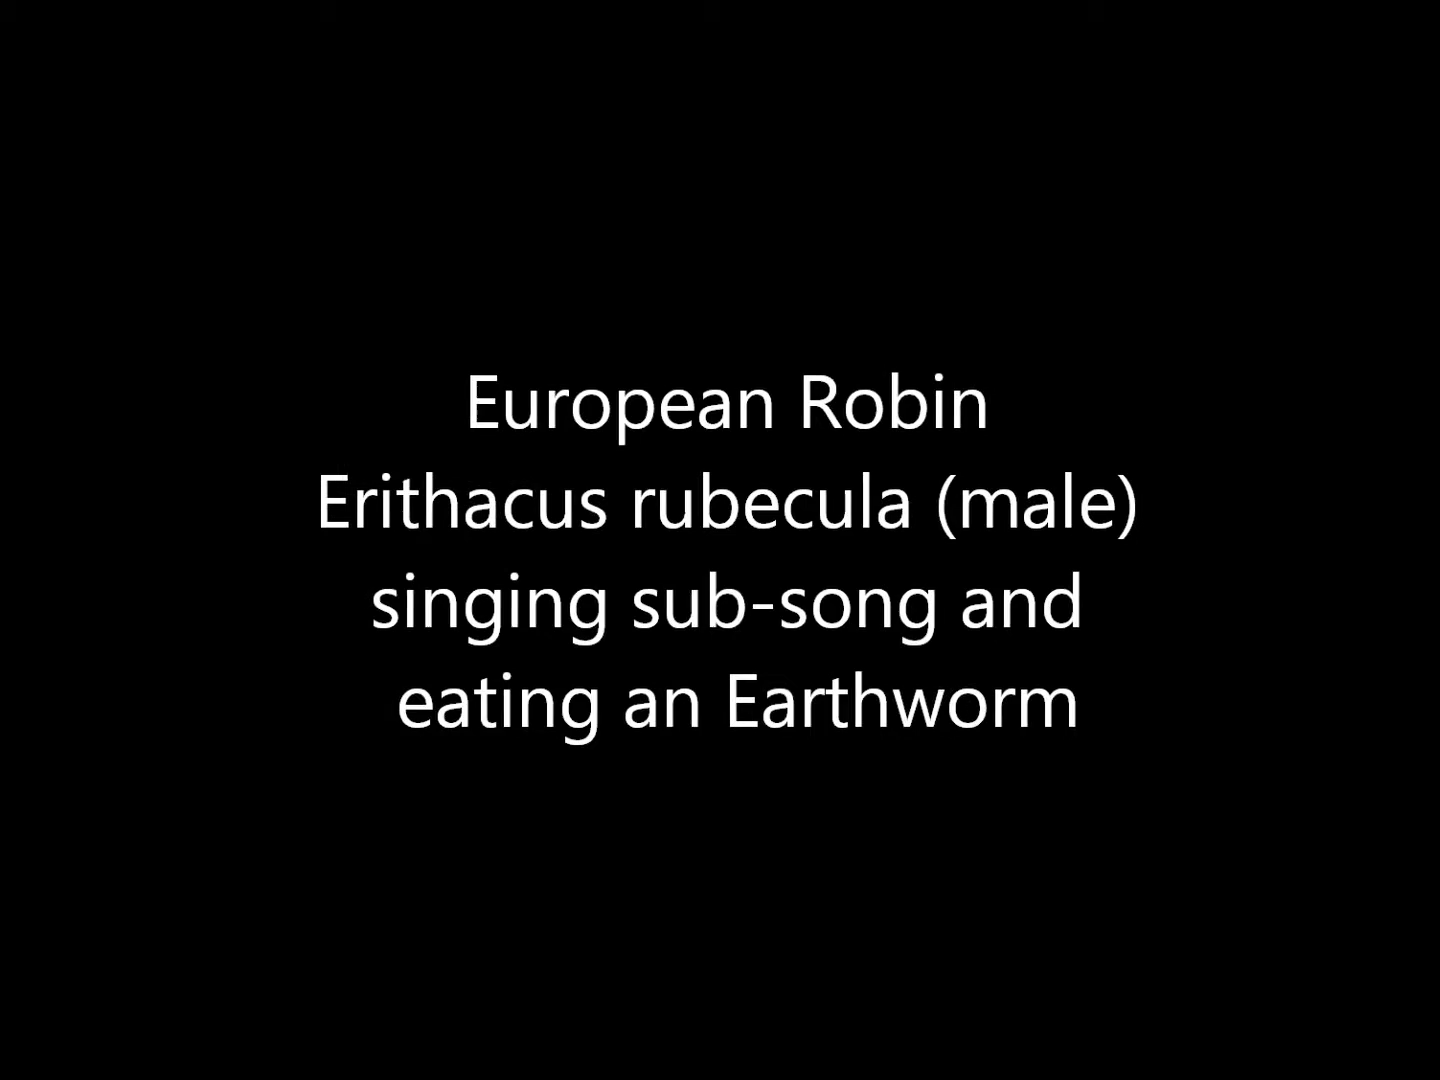 European Robin
Erithacus rubecula (male)
singing sub-song and
eating an Earthworm